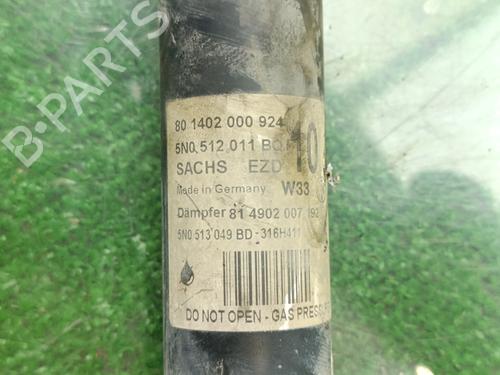 80 1402 000 924
5N0 512 011 BQ
10
SACHS EZD
Made in Germany W33
Dämpfer 81 4902 007 192
5N0 513 049 BD -316H411
DO NOT OPEN - GAS
B-PARTS